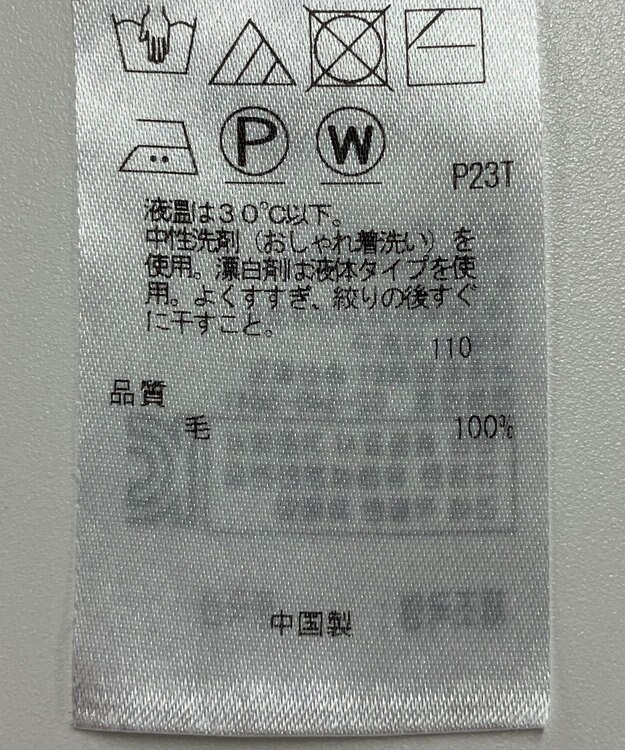 P
W
P23T
液温は30℃以下。
中性洗剤（おしゃれ着洗い）を
使用。漂白剤は液体タイプを使
用。よくすすぎ、絞りの後すぐ
に干すこと。
110
品質
毛 100%
中国製